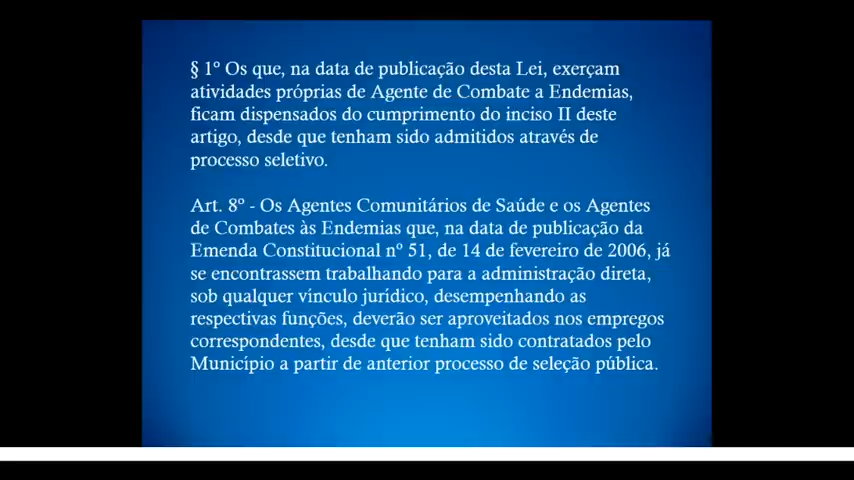 § 1º Os que, na data de publicação desta Lei, exerçam
atividades próprias de Agente de Combate a Endemias,
ficam dispensados do cumprimento do inciso II deste
artigo, desde que tenham sido admitidos através de
processo seletivo.
Art. 8º - Os Agentes Comunitários de Saúde e os Agentes
de Combates às Endemias que, na data de publicação da
Emenda Constitucional nº 51, de 14 de fevereiro de 2006, já
se encontrassem trabalhando para a administração direta,
sob qualquer vínculo jurídico, desempenhando as
respectivas funções, deverão ser aproveitados nos empregos
correspondentes, desde que tenham sido contratados pelo
Município a partir de anterior processo de seleção pública.